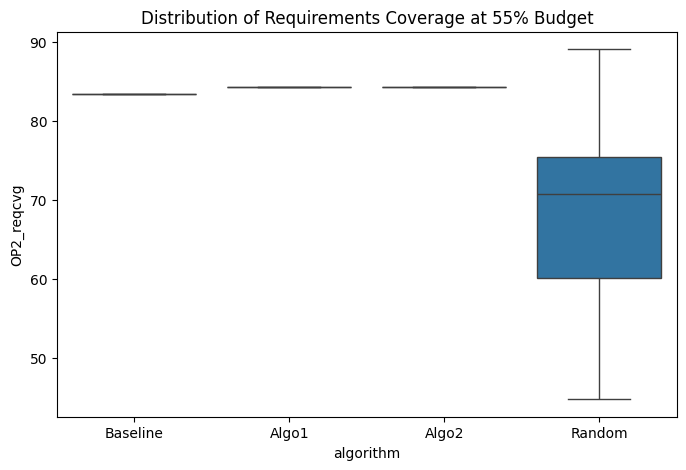 Distribution of Requirements Coverage at 55% Budget
90
80
70
60
50
OP2_reqcvg
Baseline
Algo1
Algo2
Random
algorithm